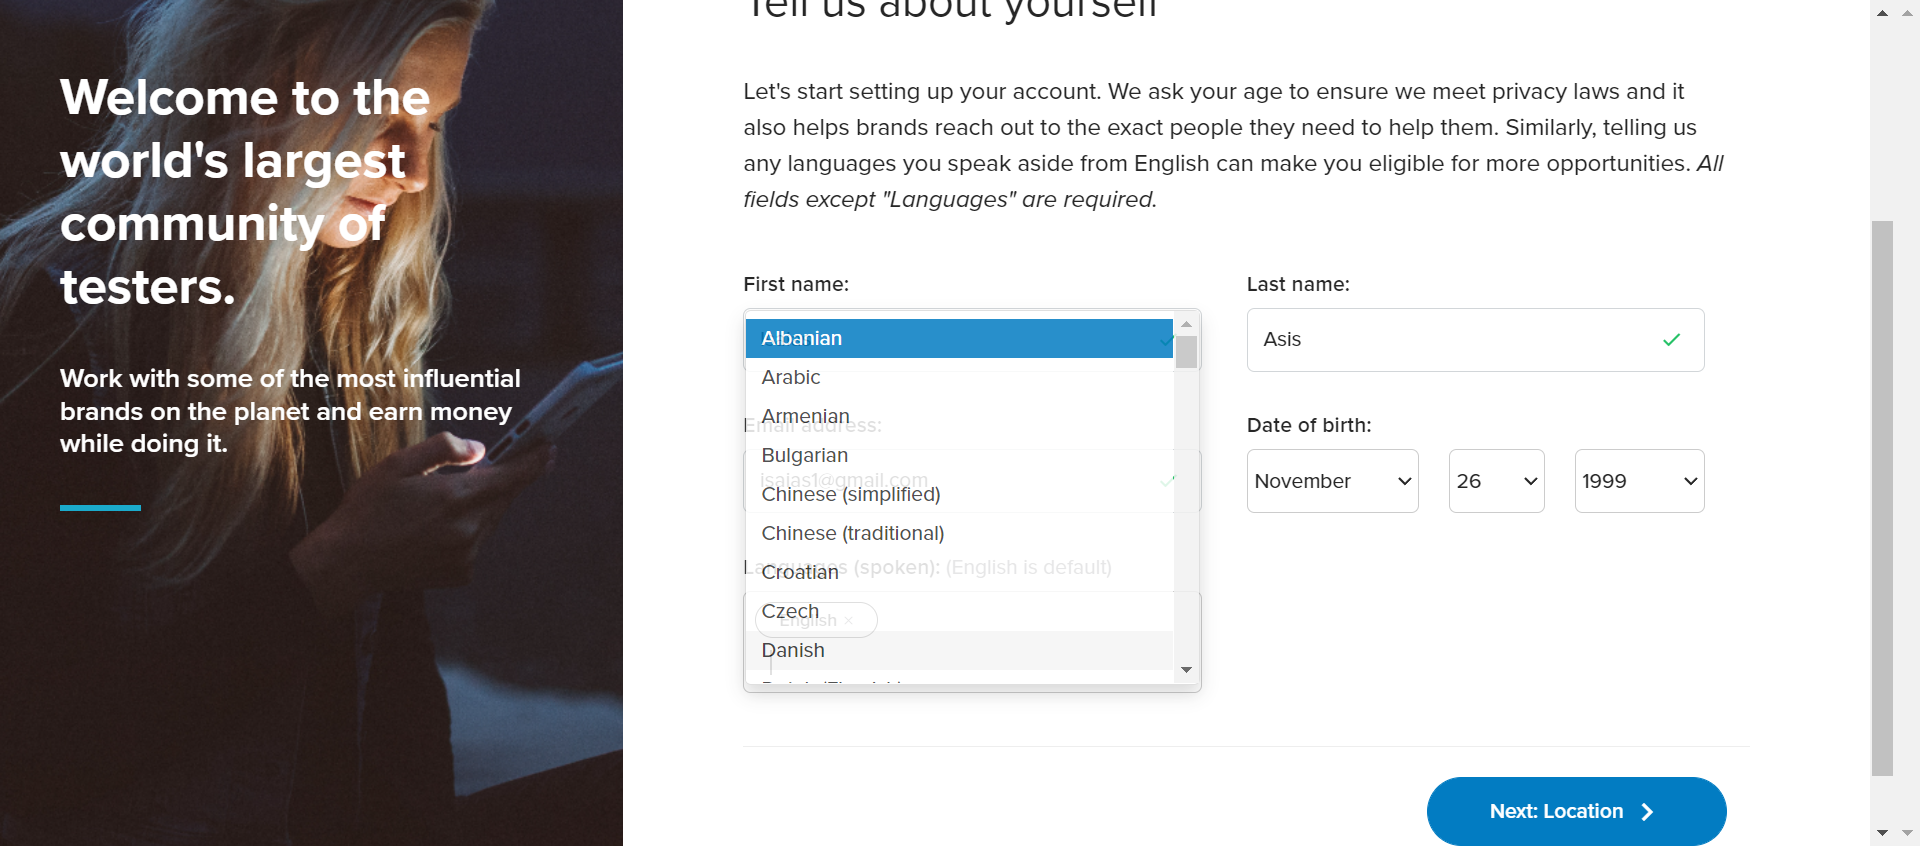 Welcome to the
world's largest
community of
testers.
Work with some of the most influential
brands on the planet and earn money
while doing it.
Tell us about yourself
Let's start setting up your account. We ask your age to ensure we meet privacy laws and it
also helps brands reach out to the exact people they need to help them. Similarly, telling us
any languages you speak aside from English can make you eligible for more opportunities. All
fields except "Languages" are required.
First name:
Albanian
Arabic
Armenian
Email address:
Bulgarian
isaias1@gmail.com
Chinese (simplified)
Chinese (traditional)
Languages (spoken): (English is default)
Croatian
Czech
English ×
Danish
Last name:
Asis
Date of birth:
November 26 1999
Next: Location